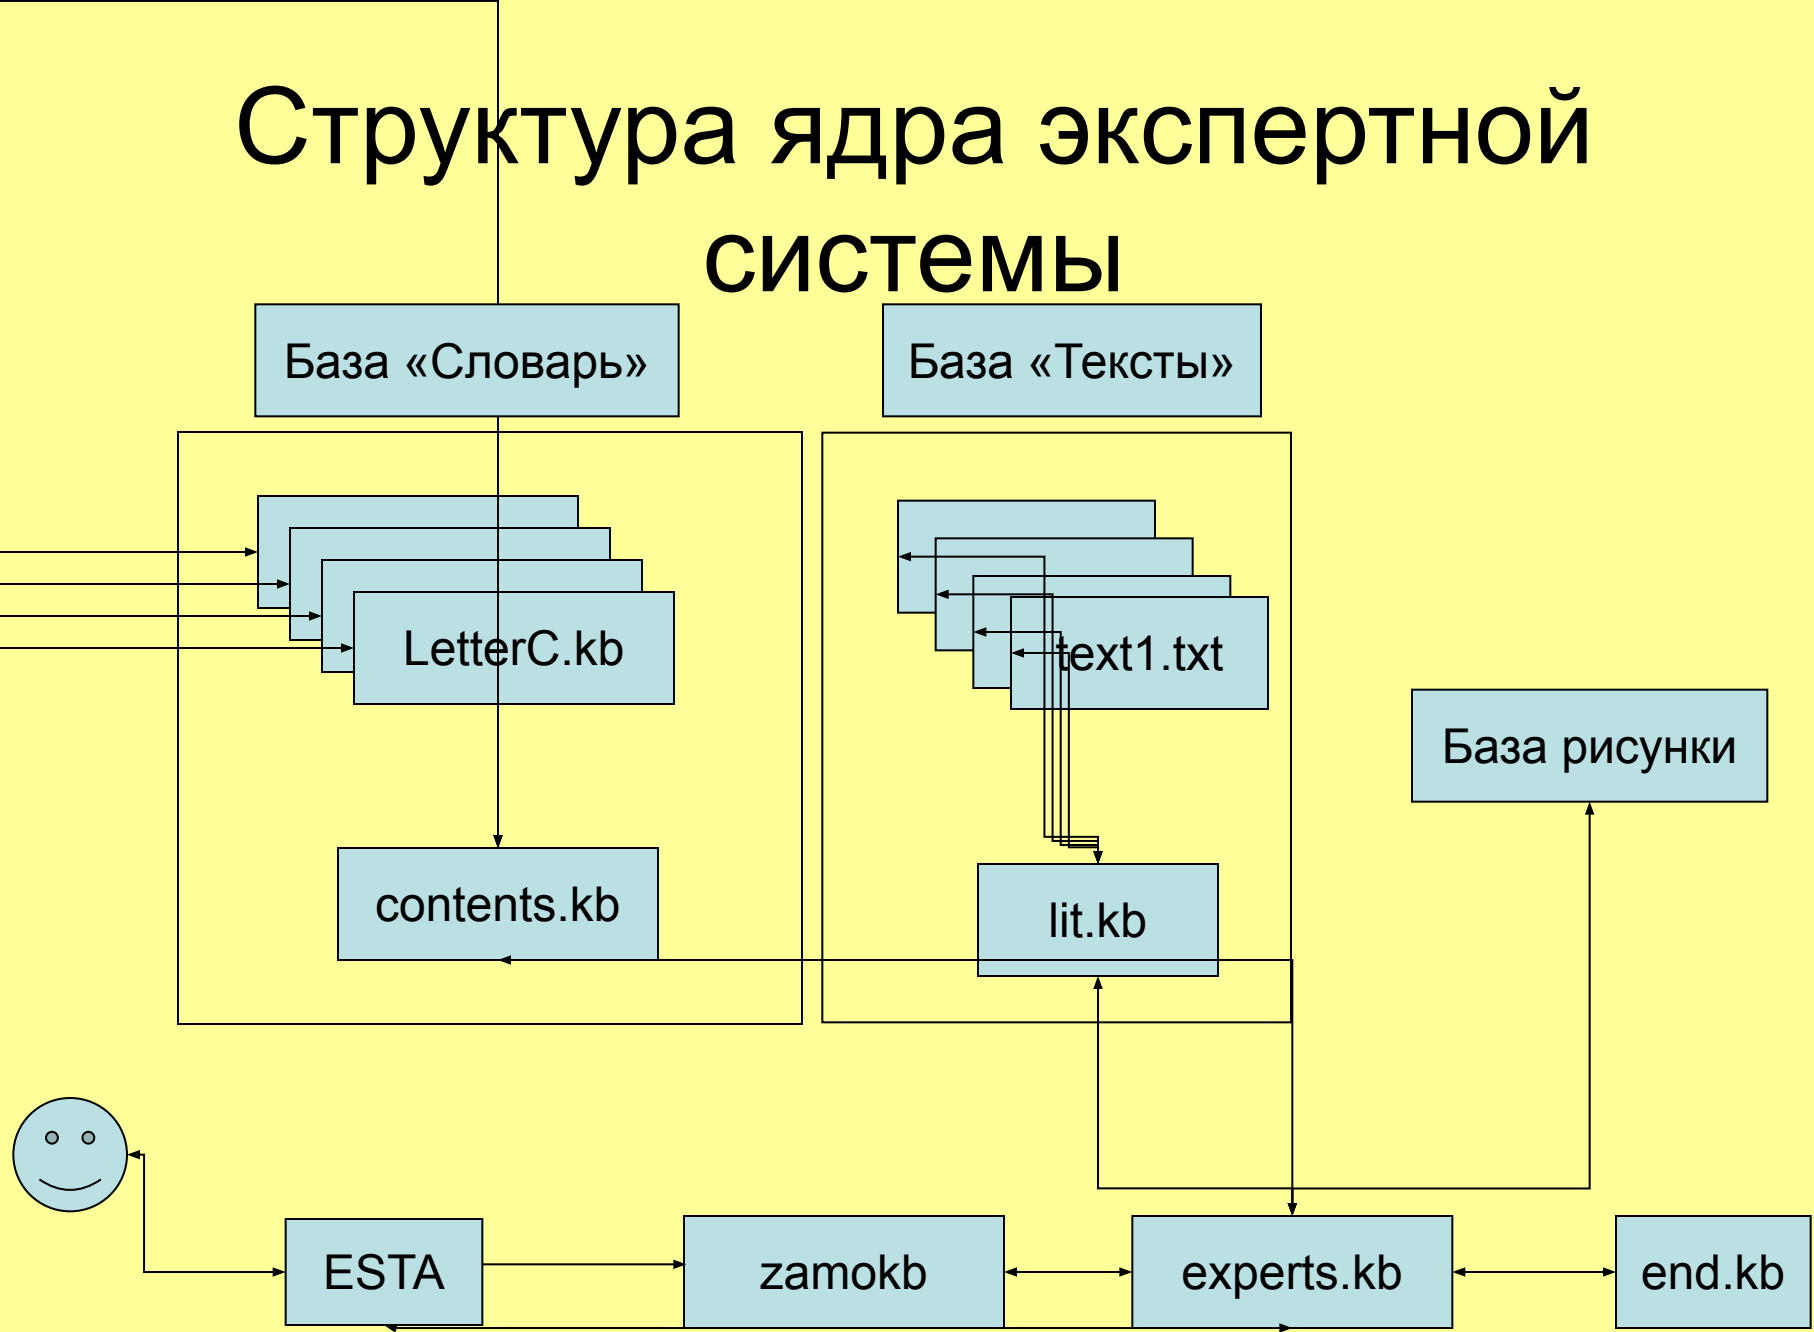 Структура ядра экспертной
системы
База «Словарь»
База «Тексты»
LetterC.kb
text1.txt
База рисунки
contents.kb
lit.kb
ESTA
zamokb
experts.kb
end.kb